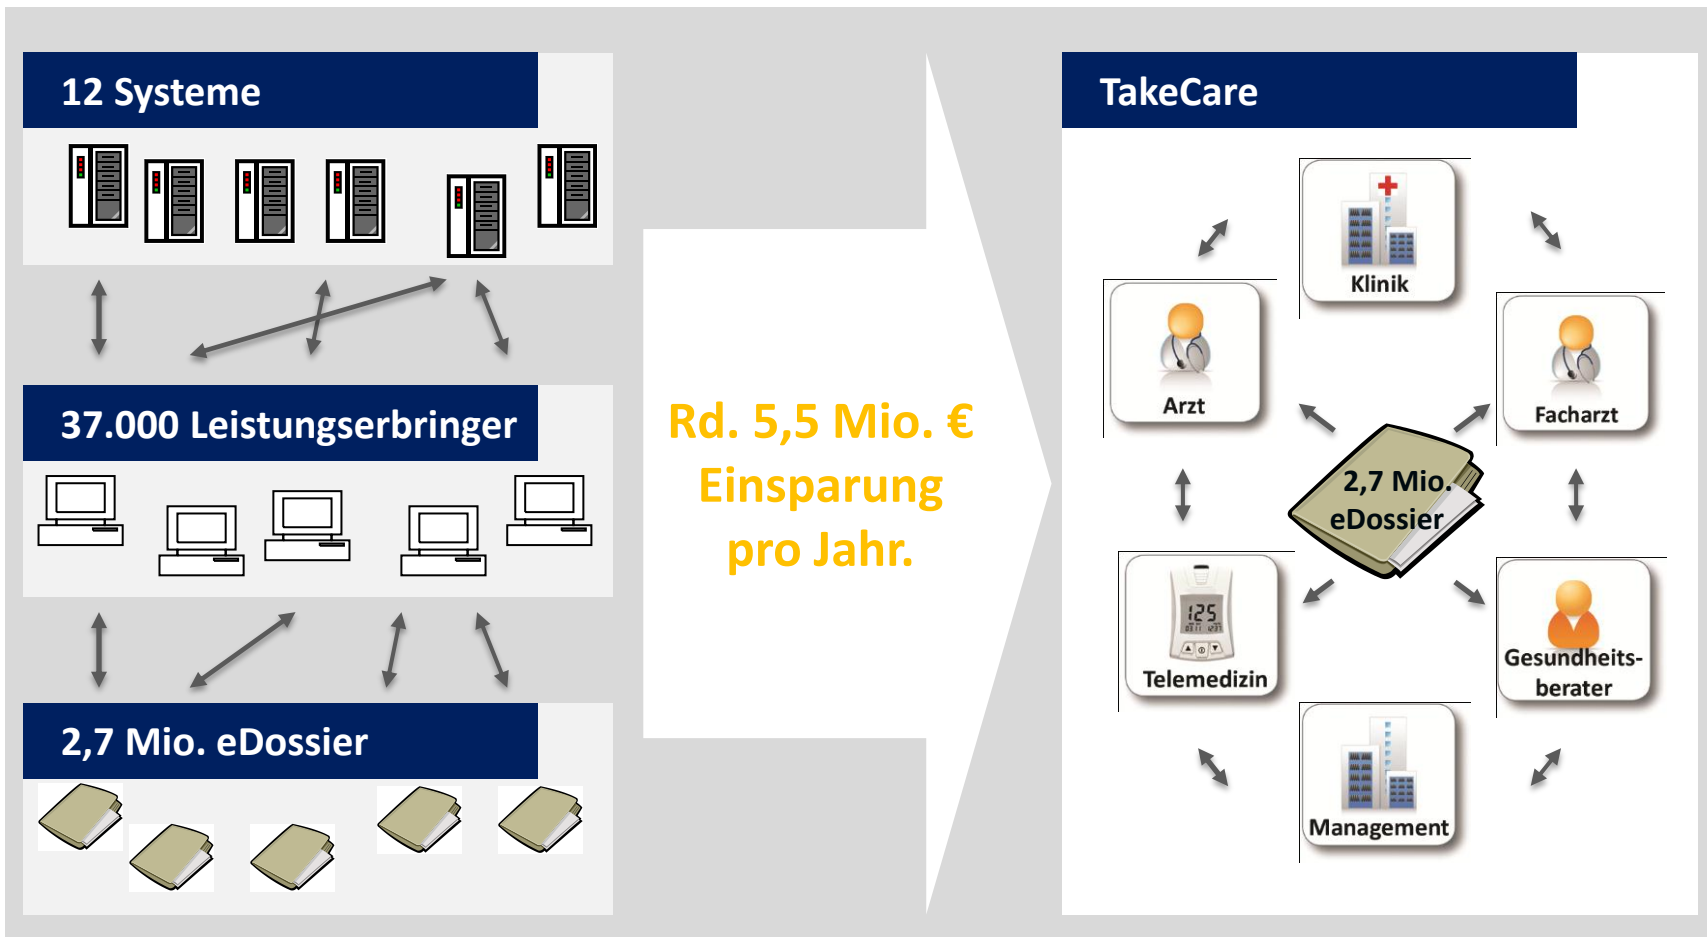 12 Systeme
37.000 Leistungserbringer
2,7 Mio. eDossier
Rd. 5,5 Mio. €
Einsparung
pro Jahr.
TakeCare
Klinik
Arzt
Facharzt
2,7 Mio.
eDossier
125
Telemedizin
Gesundheits-
berater
Management